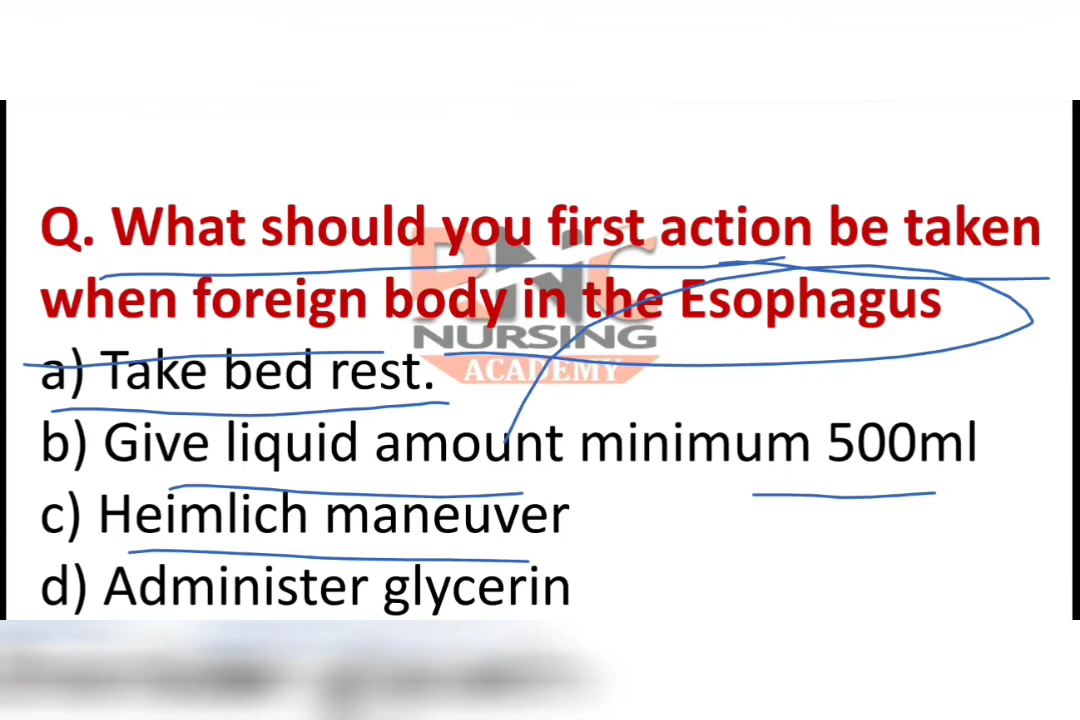 Q. What should you first action be taken
when foreign body in the Esophagus
PNC
NURSING
ACADEMY
a) Take bed rest.
b) Give liquid amount minimum 500ml
c) Heimlich maneuver
d) Administer glycerin